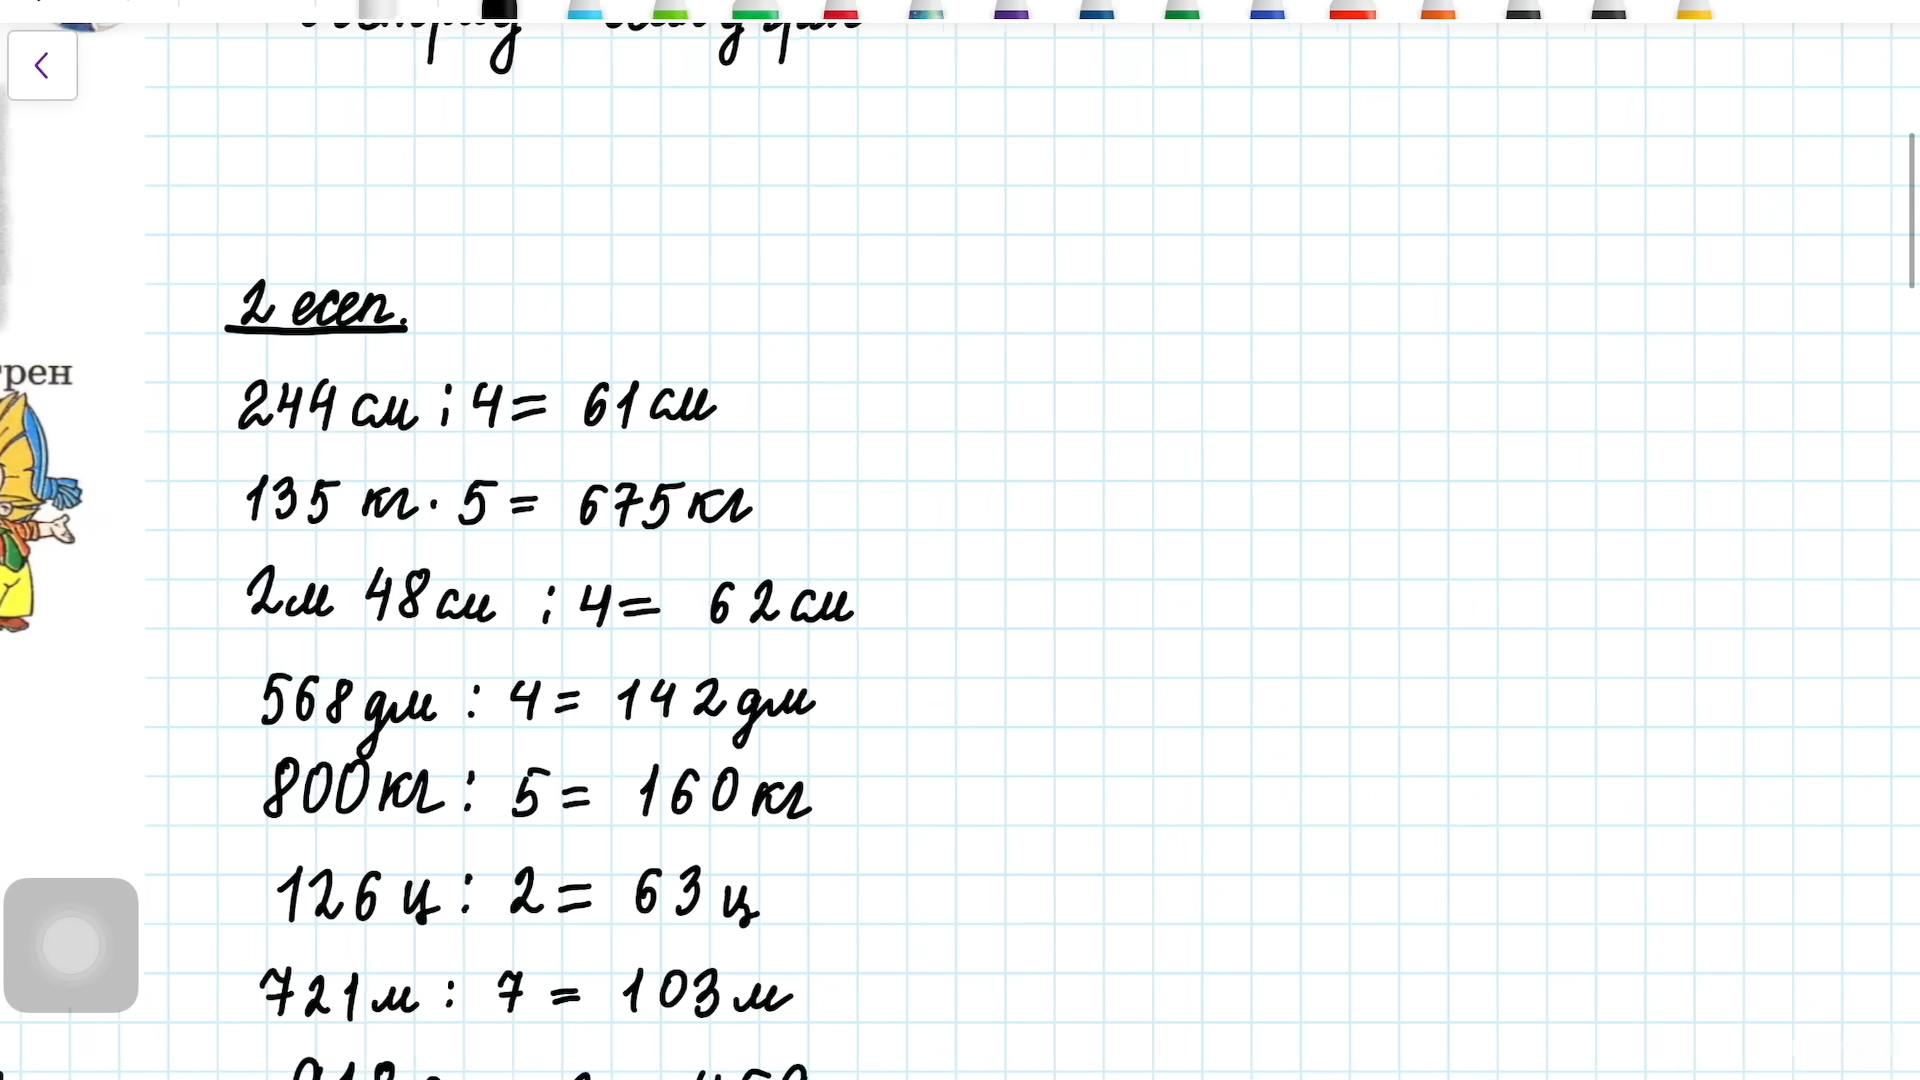 2 есеп.
грен
244 см : 4 = 61 см
135 кг · 5 = 675 кг
2м 48 см : 4 = 62 см
568 дм : 4 = 142 дм
800 кг : 5 = 160 кг
126 ц : 2 = 63 ц
721 м : 7 = 103 м